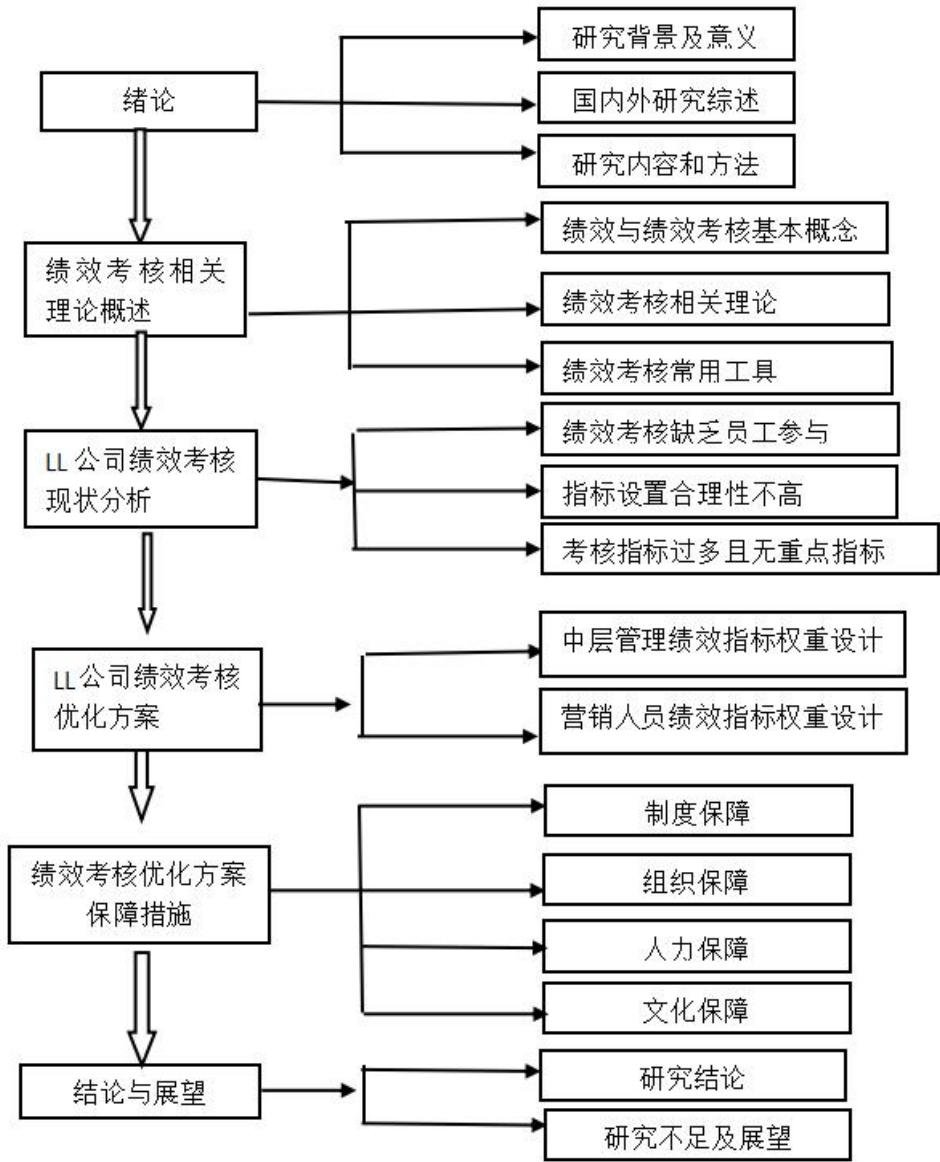 绪论
研究背景及意义
国内外研究综述
研究内容和方法
绩效考核相关
理论概述
绩效与绩效考核基本概念
绩效考核相关理论
绩效考核常用工具
LL公司绩效考核
现状分析
绩效考核缺乏员工参与
指标设置合理性不高
考核指标过多且无重点指标
LL公司绩效考核
优化方案
中层管理绩效指标权重设计
营销人员绩效指标权重设计
绩效考核优化方案
保障措施
制度保障
组织保障
人力保障
文化保障
结论与展望
研究结论
研究不足及展望